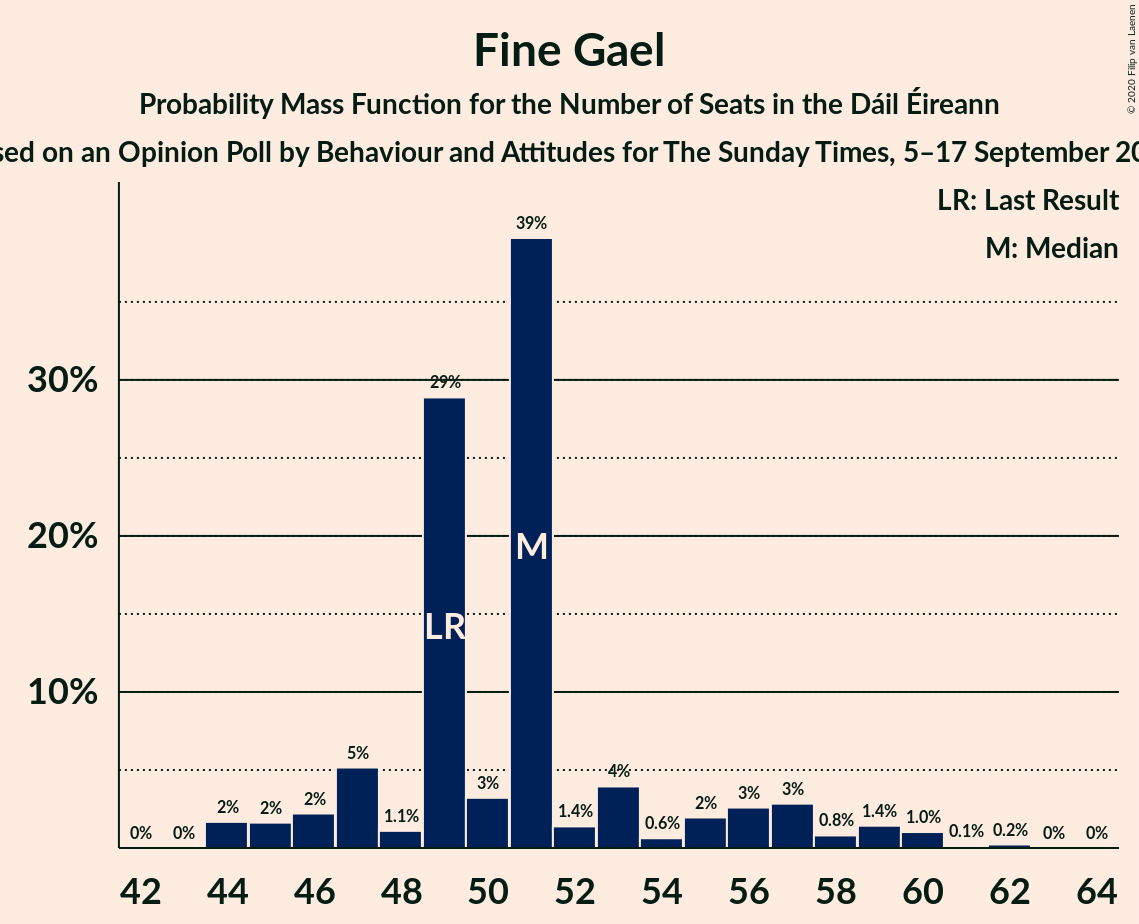 Fine Gael
Probability Mass Function for the Number of Seats in the Dáil Éireann
on an Opinion Poll by Behaviour and Attitudes for The Sunday Times, 5–17 September
© 2020 Filip van Laenen
LR: Last Result
M: Median
39%
30%
29%
20%
M
LR
10%
5%
4%
3%
3%
3%
2%
2%
2%
2%
1.1%
1.4%
0.6%
0.8%
1.4%
1.0%
0.1%
0.2%
0%
0%
0%
0%
42 44 46 48 50 52 54 56 58 60 62 64